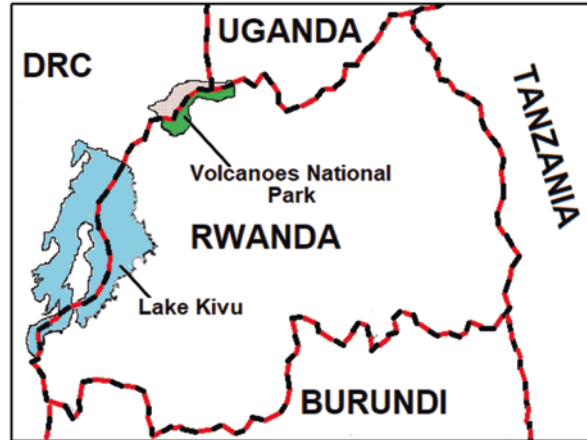 UGANDA
DRC
TANZANIA
Volcanoes National
Park
RWANDA
Lake Kivu
BURUNDI